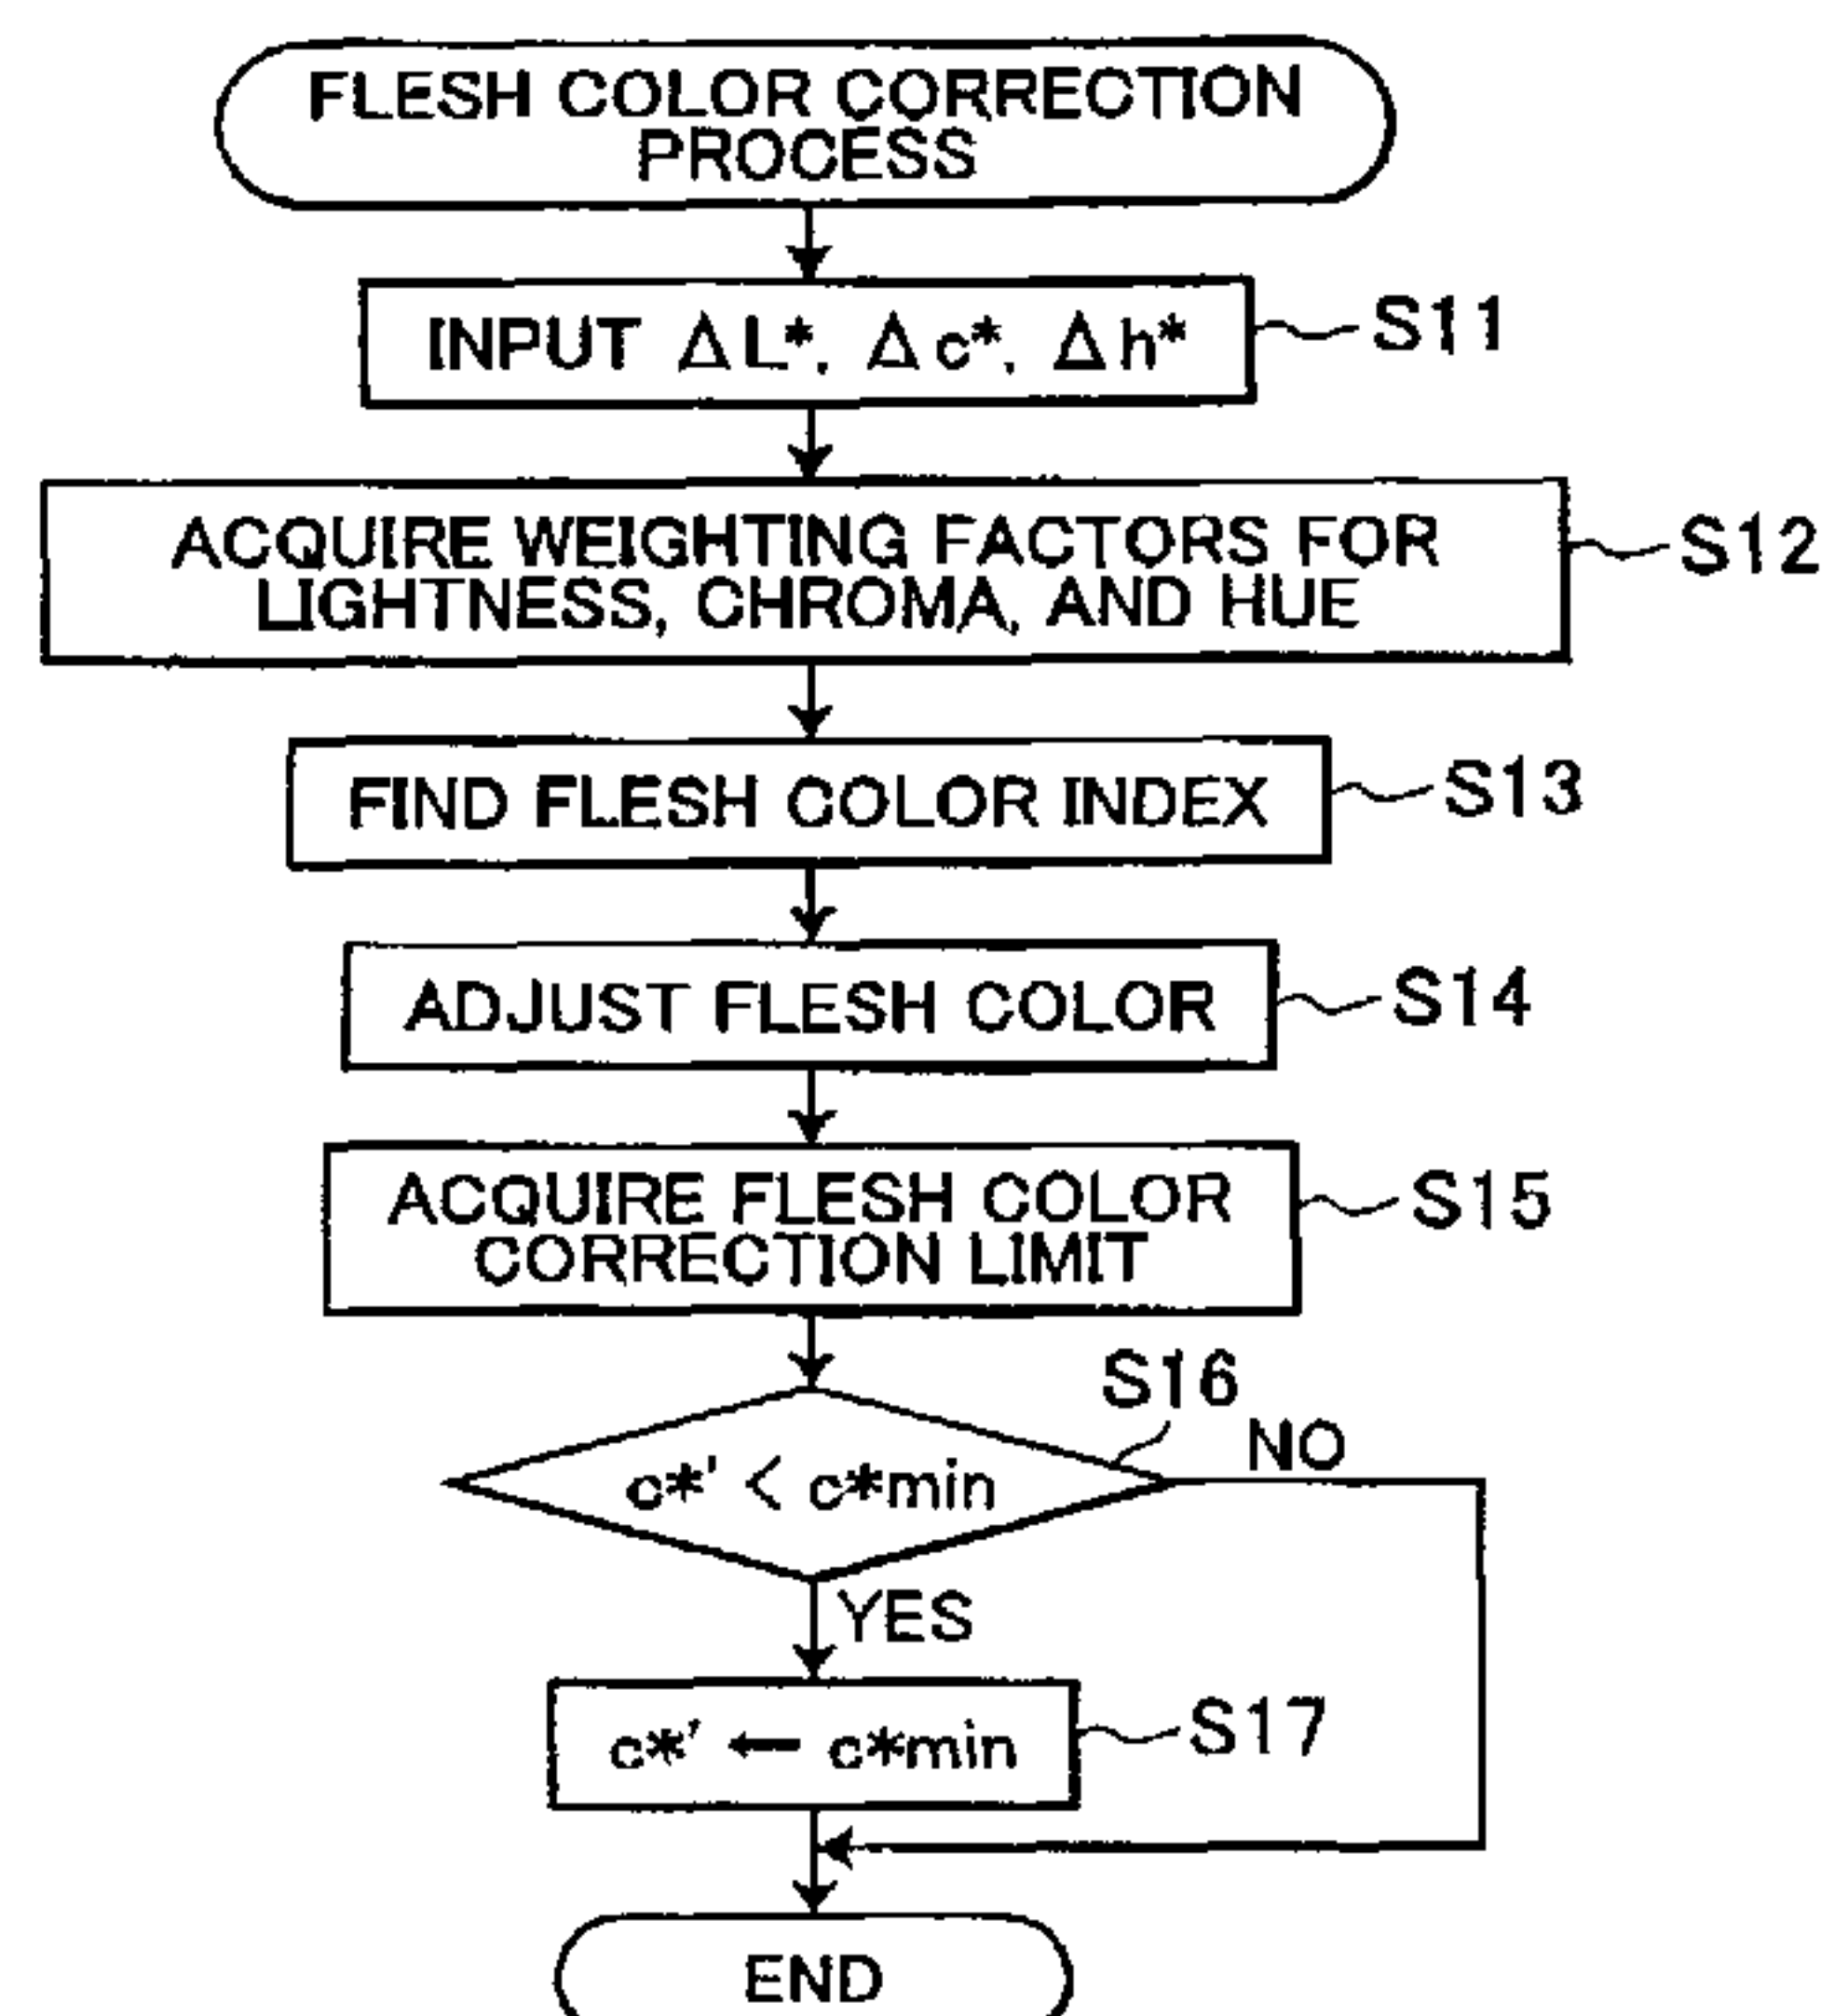 FLESH COLOR CORRECTION
PROCESS
INPUT ΔL*, Δc*, Δh*
S11
ACQUIRE WEIGHTING FACTORS FOR
LIGHTNESS, CHROMA, AND HUE
S12
FIND FLESH COLOR INDEX
S13
ADJUST FLESH COLOR
S14
ACQUIRE FLESH COLOR
CORRECTION LIMIT
S15
S16
NO
c*' < c*min
YES
c*' ← c*min
S17
END